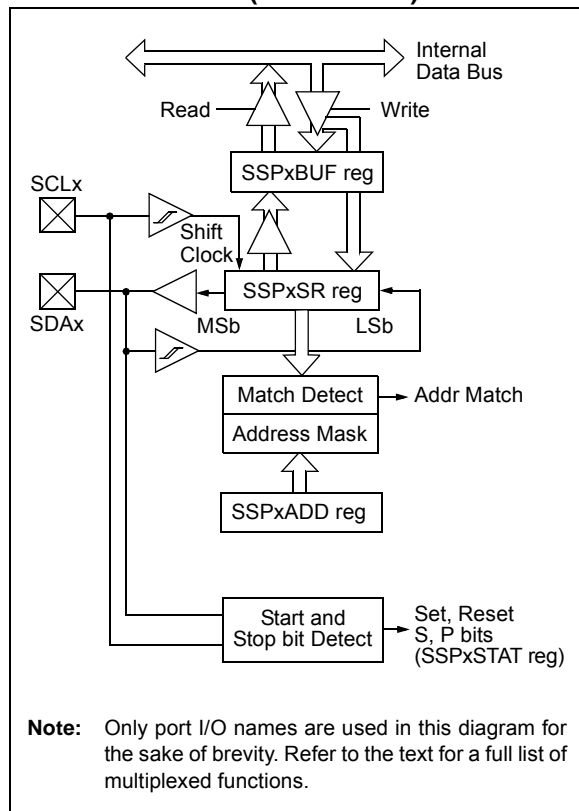 Internal
Data Bus
Read
Write
SSPxBUF reg
SCLx
Shift
Clock
SSPxSR reg
SDAx
MSb
LSb
Match Detect
Addr Match
Address Mask
SSPxADD reg
Start and
Stop bit Detect
Set, Reset
S, P bits
(SSPxSTAT reg)
Note: Only port I/O names are used in this diagram for
the sake of brevity. Refer to the text for a full list of
multiplexed functions.